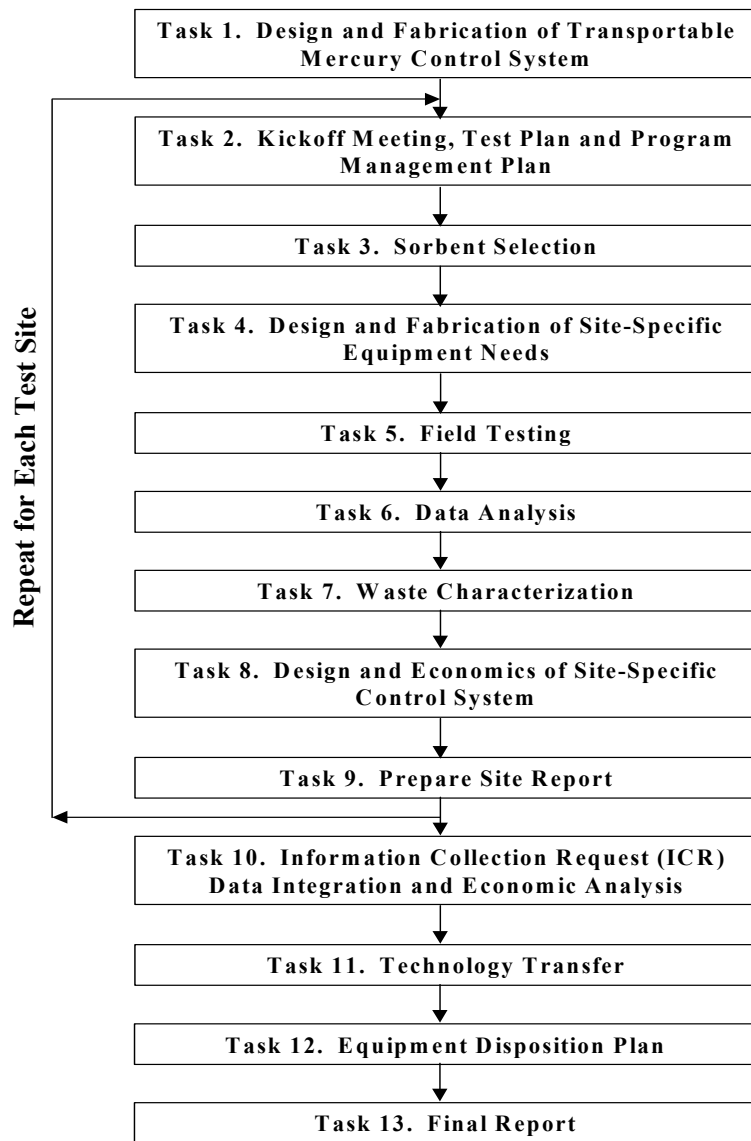 Task 1. Design and Fabrication of Transportable
Mercury Control System
Task 2. Kickoff Meeting, Test Plan and Program
Management Plan
Task 3. Sorbent Selection
Task 4. Design and Fabrication of Site-Specific
Equipment Needs
Task 5. Field Testing
Task 6. Data Analysis
Task 7. Waste Characterization
Task 8. Design and Economics of Site-Specific
Control System
Task 9. Prepare Site Report
Task 10. Information Collection Request (ICR)
Data Integration and Economic Analysis
Task 11. Technology Transfer
Task 12. Equipment Disposition Plan
Task 13. Final Report
Repeat for Each Test Site